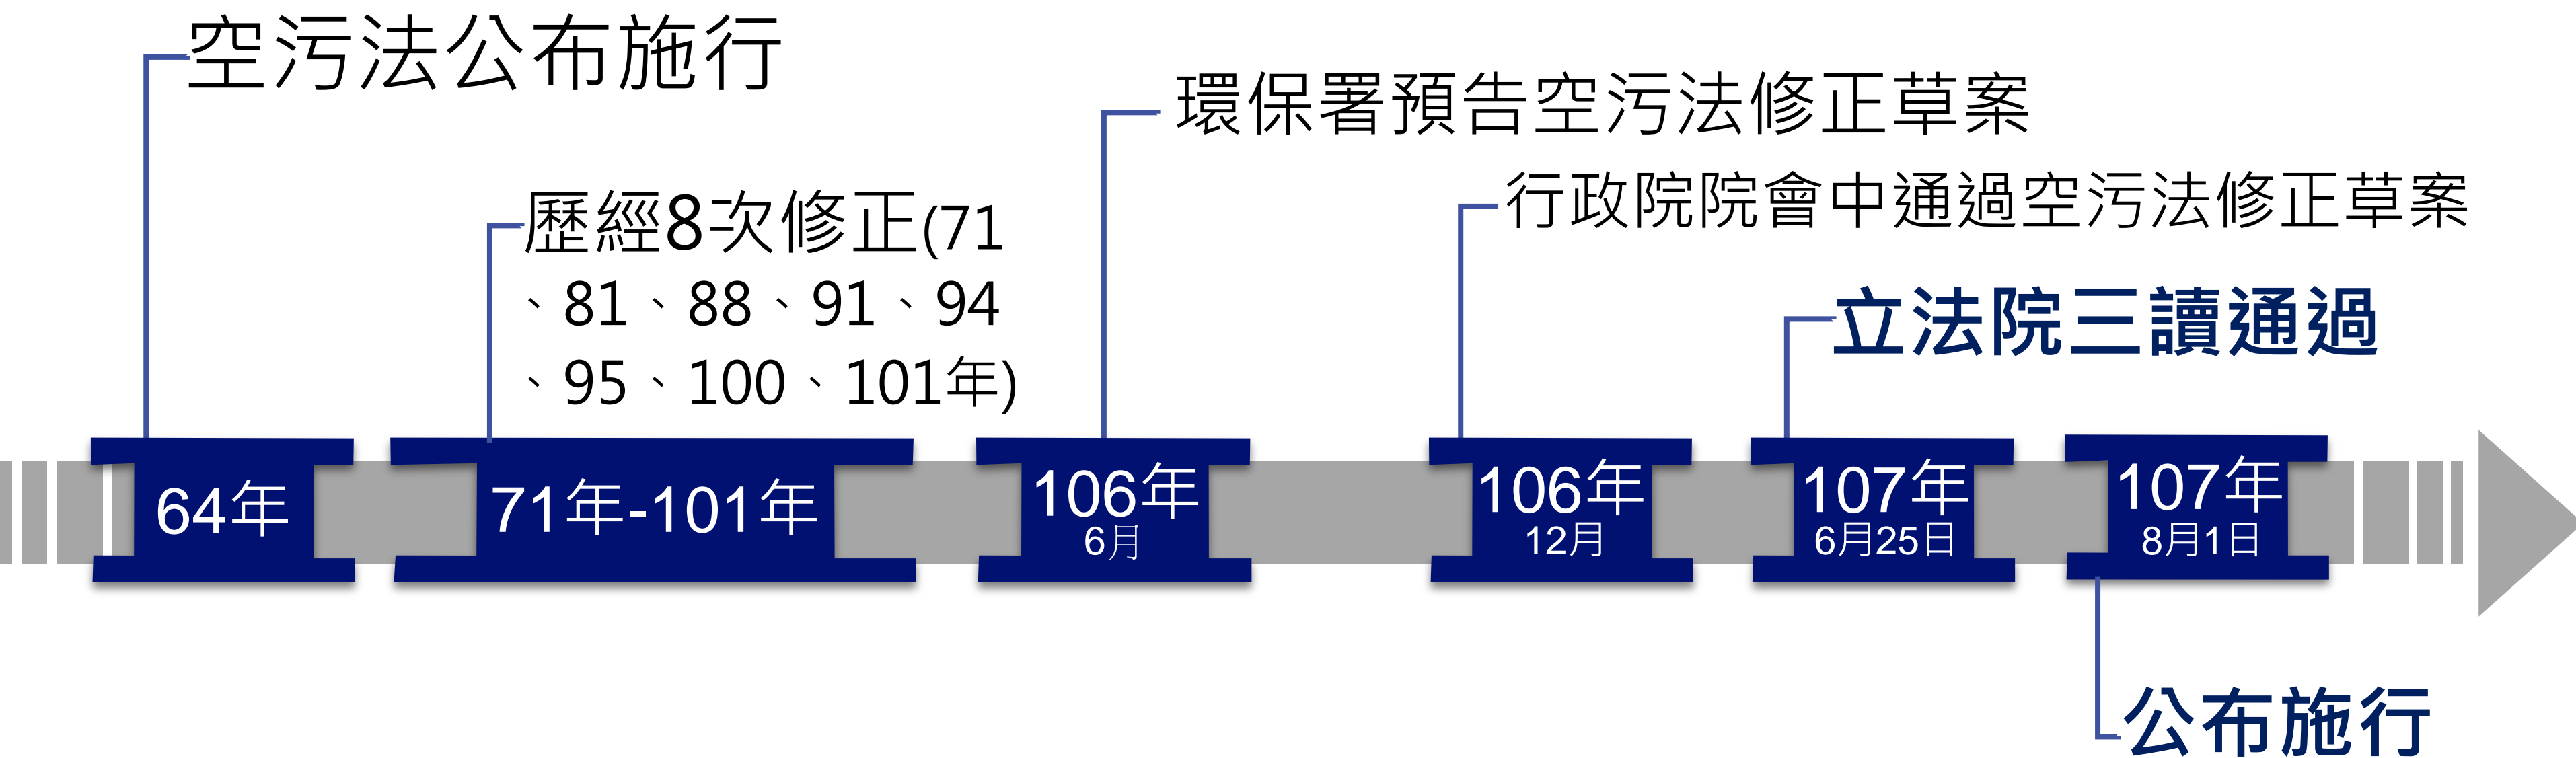 空污法公布施行
環保署預告空污法修正草案
行政院院會中通過空污法修正草案
歷經8次修正(71
、81、88、91、94
、95、100、101年)
立法院三讀通過
64年
71年-101年
106年
6月
106年
12月
107年
6月25日
107年
8月1日
公布施行